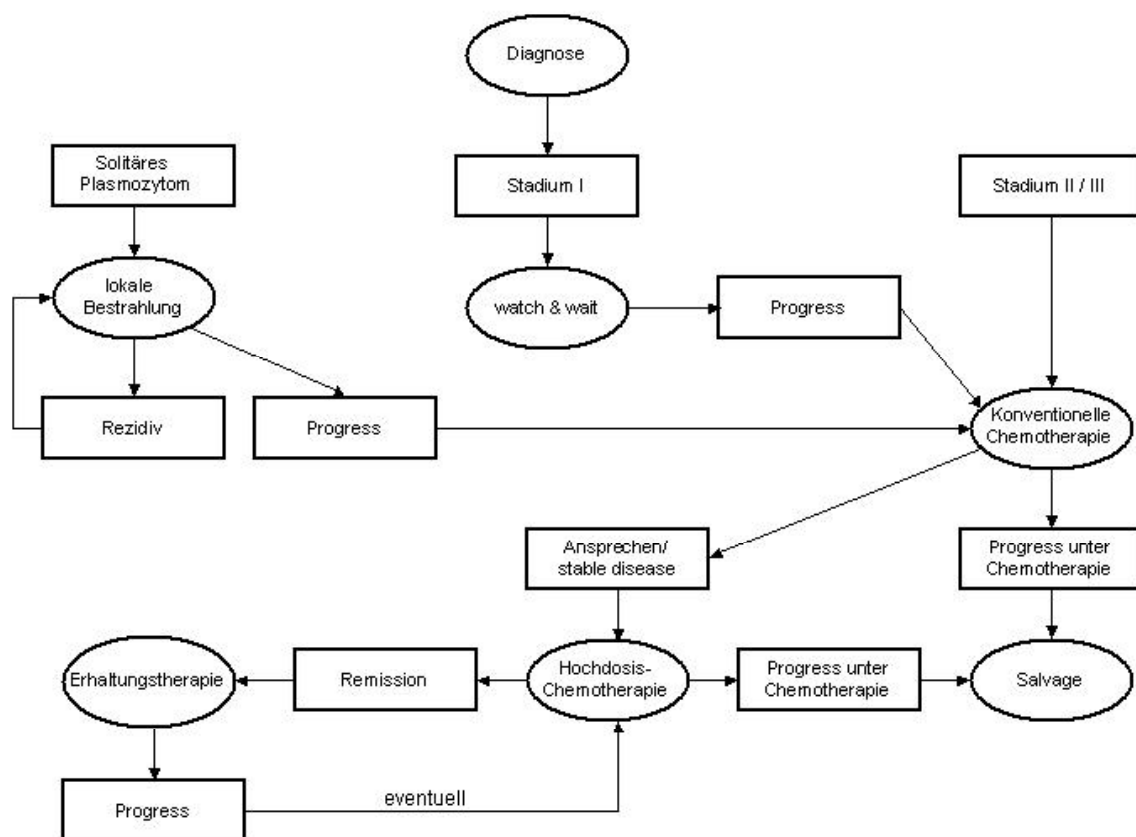 Diagnose
Solitäres
Plasmozytom
Stadium I
Stadium II / III
lokale
Bestrahlung
watch & wait
Progress
Rezidiv
Progress
Konventionelle
Chemotherapie
Ansprechen/
stable disease
Progress unter
Chemotherapie
Erhaltungstherapie
Remission
Hochdosis-
Chemotherapie
Progress unter
Chemotherapie
Salvage
Progress
eventuell